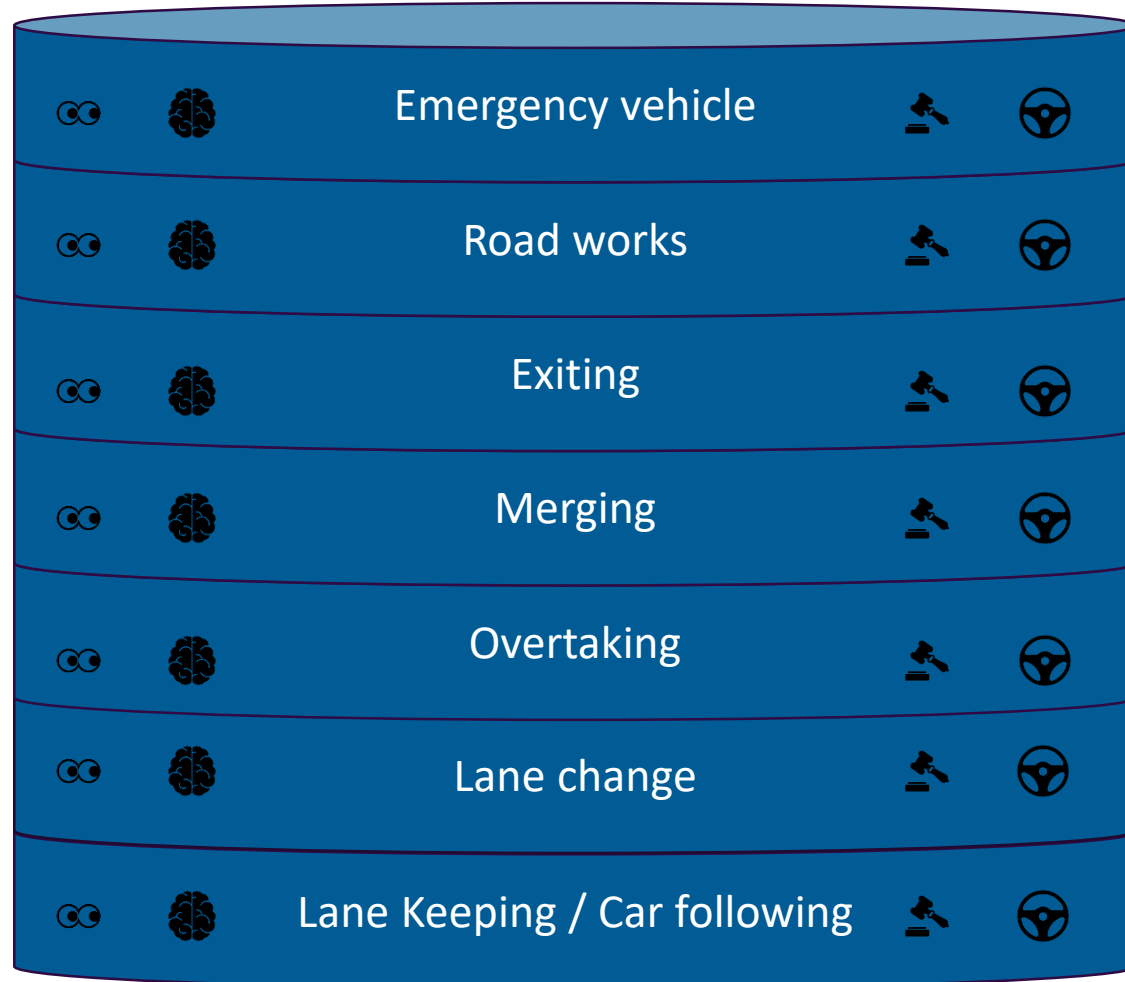 Emergency vehicle
Road works
Exiting
Merging
Overtaking
Lane change
Lane Keeping / Car following